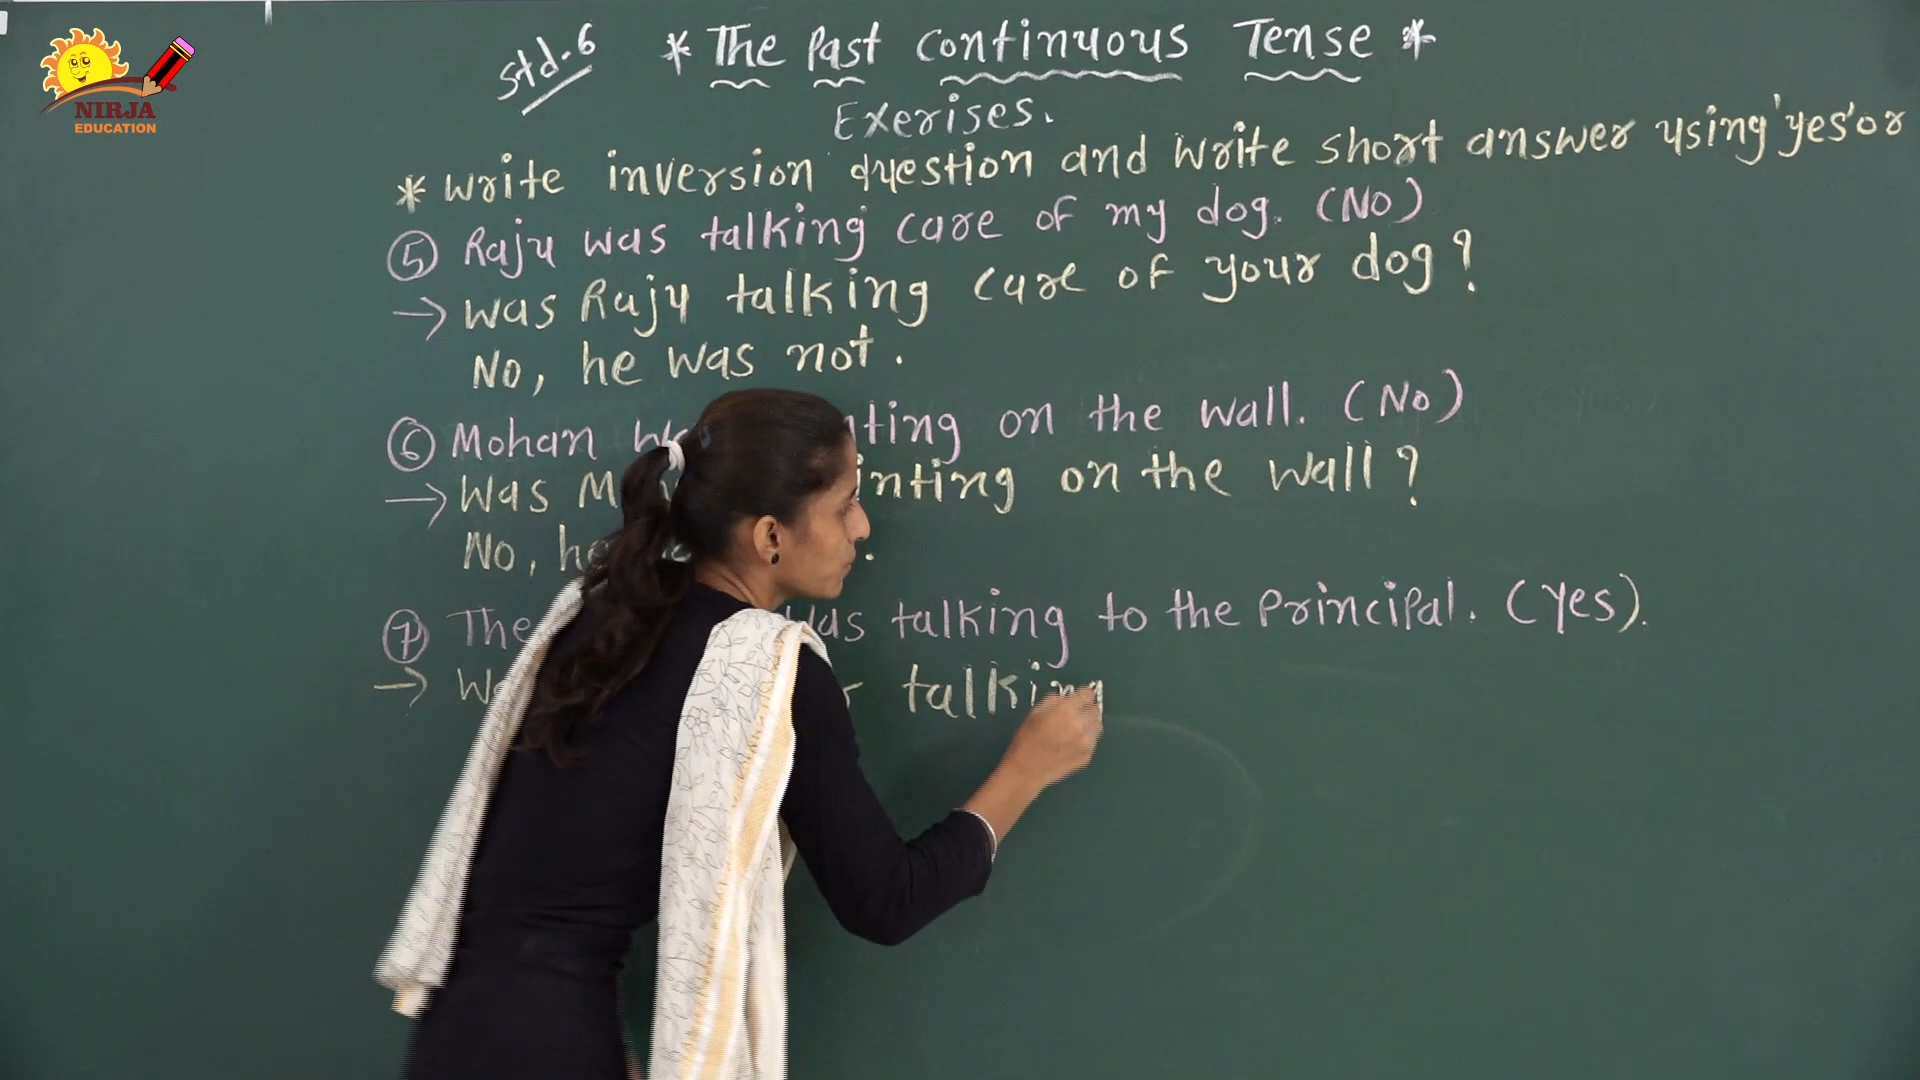 NIRJA
EDUCATION
Std-6
* The Past Continuous Tense *
Exerises.
* Write inversion question and write short answer using 'yes' or
5 Raju was talking care of my dog. (No)
→ Was Raju talking care of your dog?
No, he was not.
6 Mohan on the wall. (No)
→ Was on the wall?
No,
7 The was talking to the Principal. (Yes).
→ talking